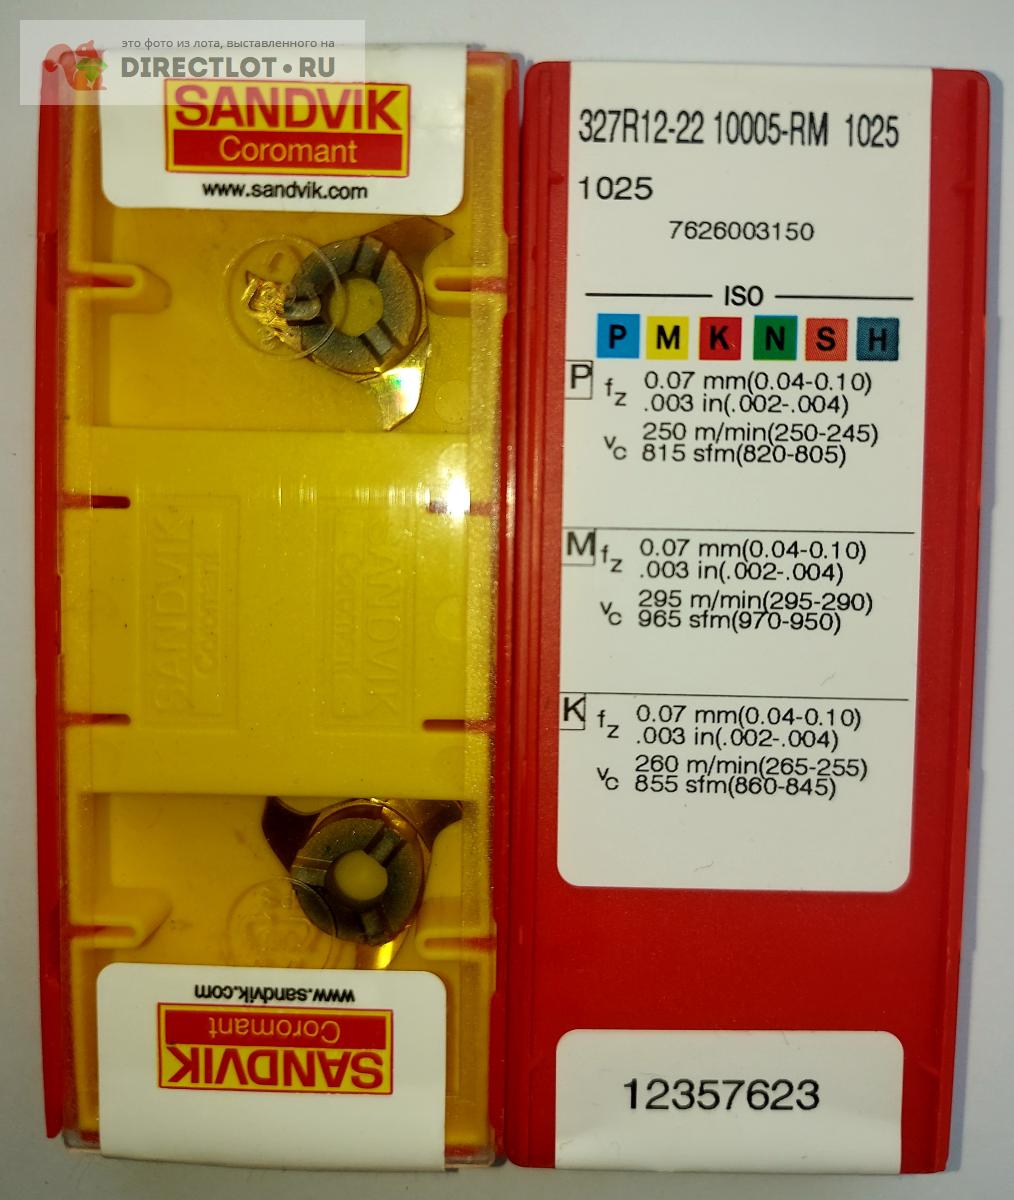 это фото из лота, выставленного на
DIRECTLOT•RU
SANDVIK
Coromant
www.sandvik.com
SANDVIK
Coromant
SANDVIK
Coromant
www.sandvik.com
Coromant
SANDVIK
327R12-22 10005-RM 1025
1025
7626003150
ISO
P M K N S H
P fz 0.07 mm(0.04-0.10)
.003 in(.002-.004)
vc 250 m/min(250-245)
815 sfm(820-805)
M fz 0.07 mm(0.04-0.10)
.003 in(.002-.004)
vc 295 m/min(295-290)
965 sfm(970-950)
K fz 0.07 mm(0.04-0.10)
.003 in(.002-.004)
vc 260 m/min(265-255)
855 sfm(860-845)
12357623